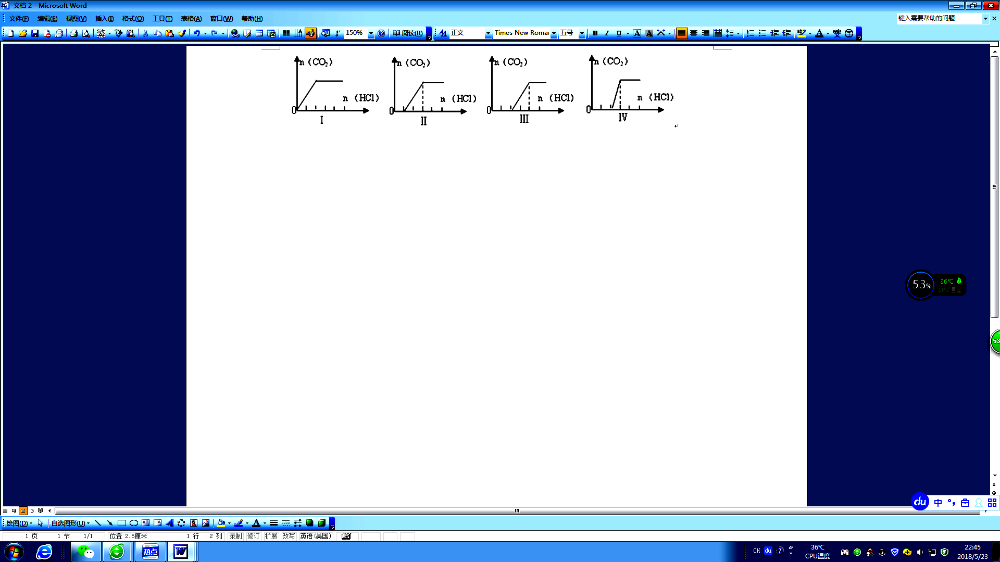 文档 2 - Microsoft Word
文件(F) 编辑(E) 视图(V) 插入(I) 格式(O) 工具(T) 表格(A) 窗口(W) 帮助(H)
键入需要帮助的问题
繁 150% 阅读(R) 正文 Times New Roman 五号 B I U A A
n (CO₂) n (CO₂) n (CO₂) n (CO₂)
n (HCl) n (HCl) n (HCl) n (HCl)
0 0 0 0
I II III IV
53% 36℃
53
du 中
绘图(D) 自选图形(U)
1 页 1 节 1/1 位置 2.5厘米 1 行 2 列 录制 修订 扩展 改写 英语(美国)
热点 CH du 36℃ 22:45
CPU温度 2018/5/23